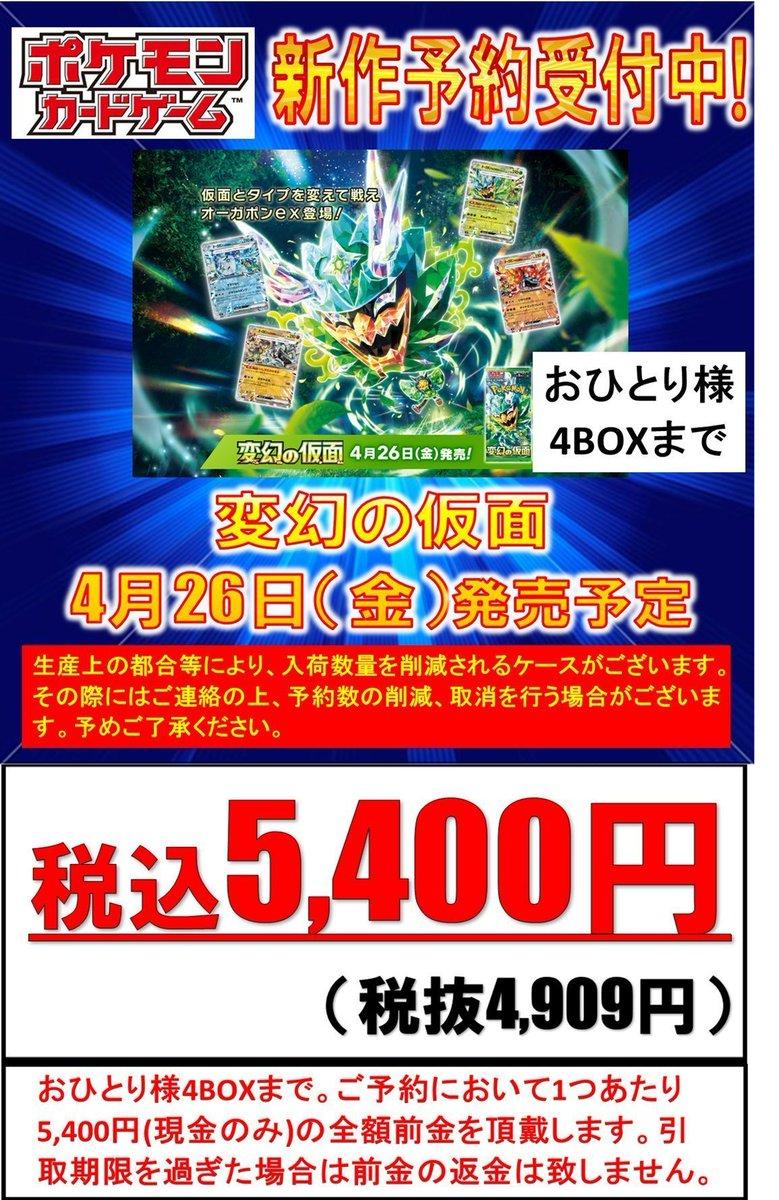 ポケモン
カードゲーム™
新作予約受付中!
仮面とタイプを変えて戦え
オーガポンex登場!
変幻の仮面 4月26日(金)発売!
Pokémon
変幻の仮面
おひとり様
4BOXまで
変幻の仮面
4月26日(金)発売予定
生産上の都合等により、入荷数量を削減されるケースがございます。
その際にはご連絡の上、予約数の削減、取消を行う場合がございま
す。予めご了承ください。
税込5,400円
(税抜4,909円)
おひとり様4BOXまで。ご予約において1つあたり
5,400円(現金のみ)の全額前金を頂戴します。引
取期限を過ぎた場合は前金の返金は致しません。